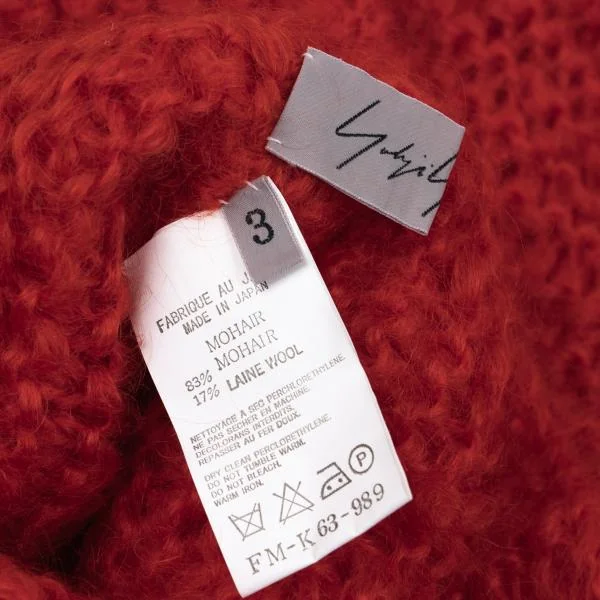 Yohji Y
3
FABRIQUE AU J
MADE IN JAPAN
MOHAIR
83% MOHAIR
17% LAINE WOOL
NETTOYAGE A SEC PERCHLORETHYLENE.
NE PAS SECHER EN MACHINE.
DECOLORANS INTERDITS.
REPASSER AU FER DOUX.
DRY CLEAN PERCLORETHYLENE.
DO NOT TUMBLE WARM.
DO NOT BLEACH.
WARM IRON.
P
FM-K63-989